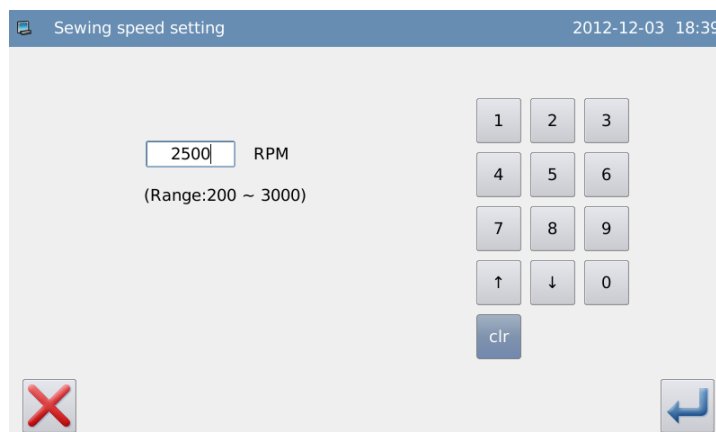 Sewing speed setting 2012-12-03 18:39
2500 RPM
(Range:200 ~ 3000)
1 2 3
4 5 6
7 8 9
↑ ↓ 0
clr